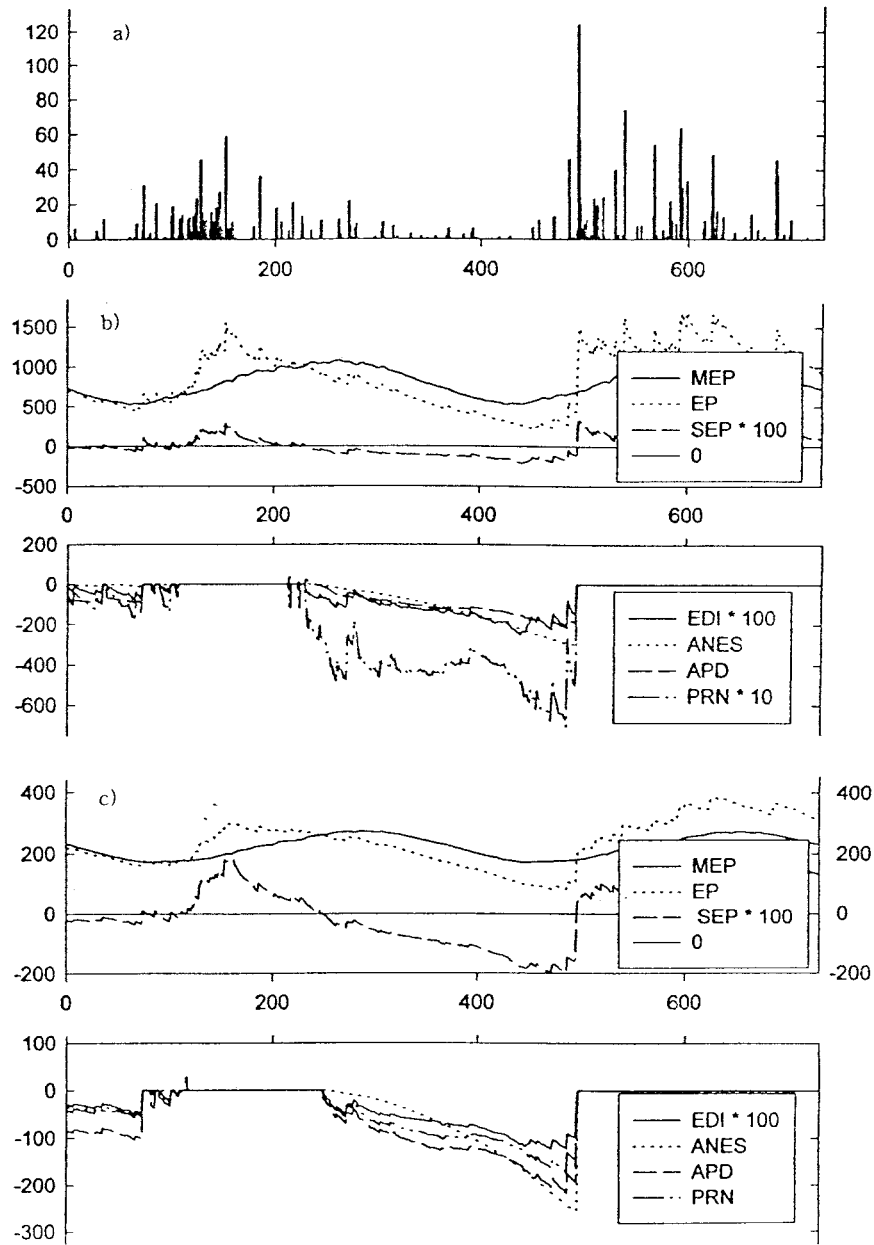 a)
120
100
80
60
40
20
0
0 200 400 600
b)
1500
1000
500
0
-500
MEP
EP
SEP * 100
0
0 200 400 600
200
0
-200
-400
-600
EDI * 100
ANES
APD
PRN * 10
c)
400 400
200 200
0 0
-200 -200
MEP
EP
SEP * 100
0
0 200 400 600
100
0
-100
-200
-300
EDI * 100
ANES
APD
PRN